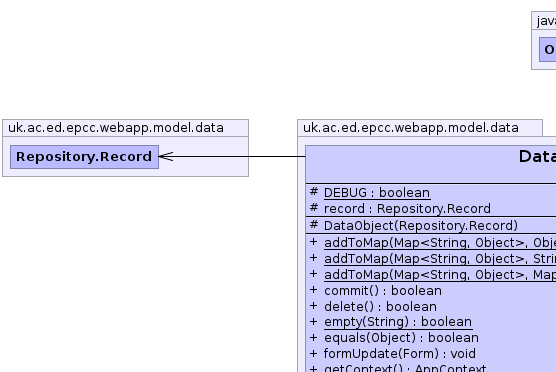 java
O
uk.ac.ed.epcc.webapp.model.data
uk.ac.ed.epcc.webapp.model.data
Repository.Record
Data
# DEBUG : boolean
# record : Repository.Record
# DataObject(Repository.Record)
+ addToMap(Map<String, Object>, Obje
+ addToMap(Map<String, Object>, Strin
+ addToMap(Map<String, Object>, Map
+ commit() : boolean
+ delete() : boolean
+ empty(String) : boolean
+ equals(Object) : boolean
+ formUpdate(Form) : void
+ getContext() : AppContext